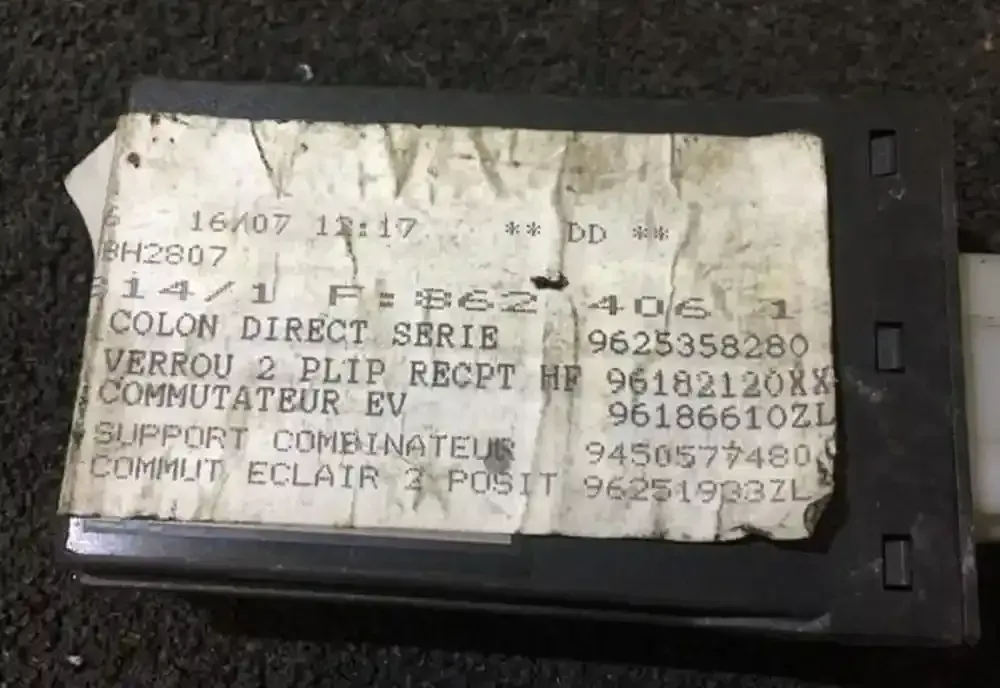 6 16/07 12:17 ** DD **
BH2807
14/1 F:862 406 1
COLON DIRECT SERIE 9625358280
VERROU 2 PLIP RECPT HF 96182120XX
COMMUTATEUR EV 96186610ZL
SUPPORT COMBINATEUR 9450577480
COMMUT ECLAIR 2 POSIT 96251933ZL